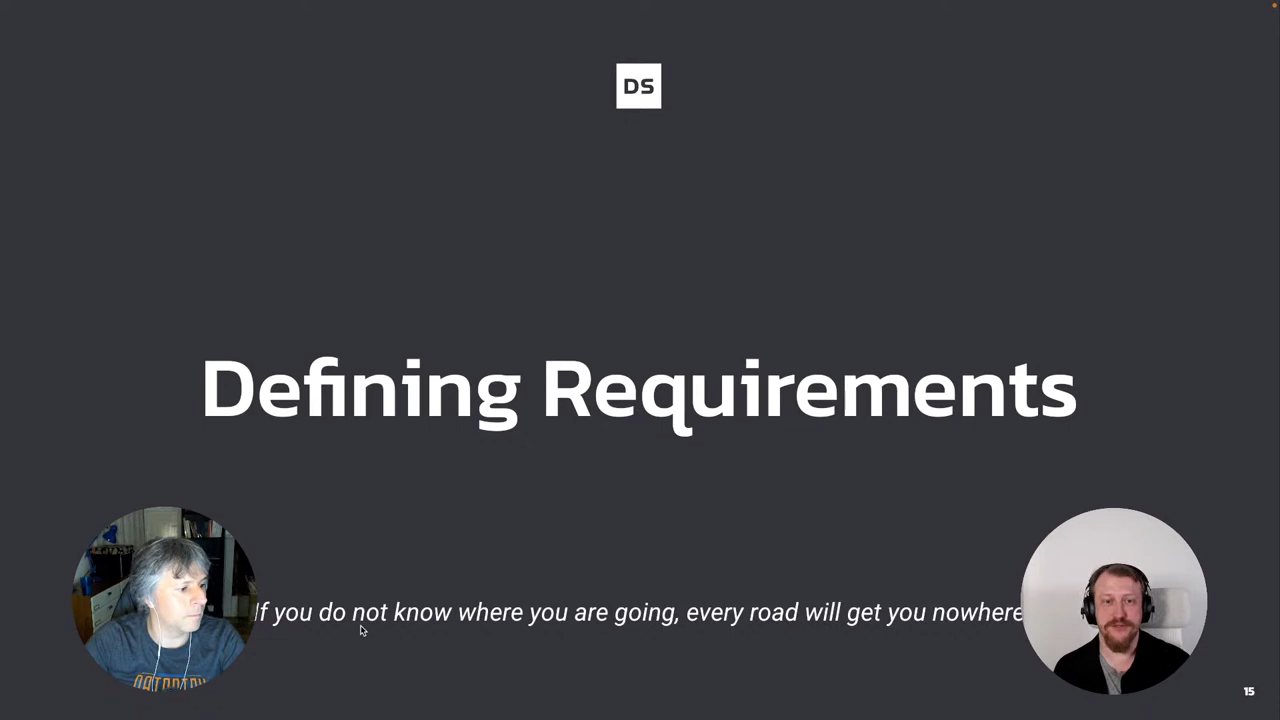 DS
Defining Requirements
If you do not know where you are going, every road will get you nowhere
DATAART
15